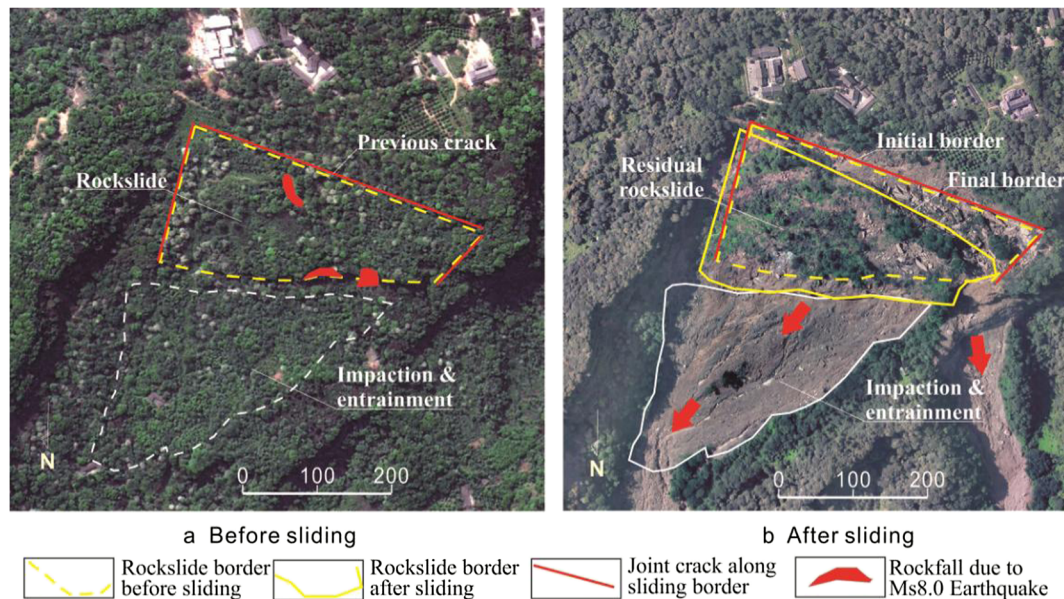 Previous crack
Rockslide
Impaction &
entrainment
N
0 100 200
Residual
rockslide
Initial border
Final border
Impaction &
entrainment
N
0 100 200
a Before sliding
b After sliding
Rockslide border
before sliding
Rockslide border
after sliding
Joint crack along
sliding border
Rockfall due to
Ms8.0 Earthquake